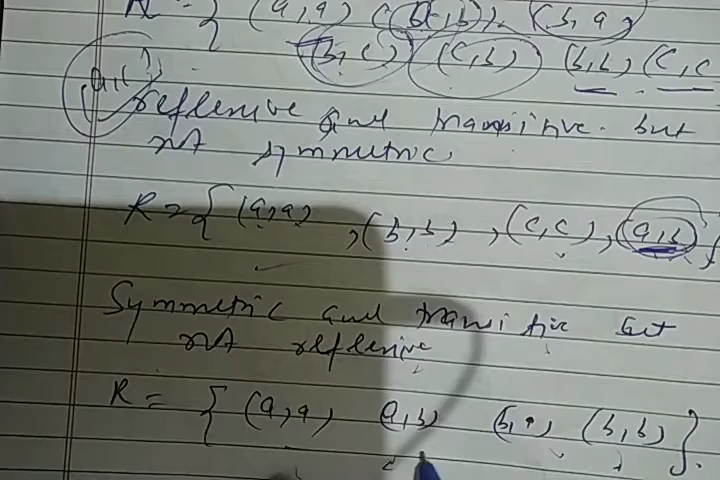 R = { (a,a) (a,b), (b,a)
(b,c) (c,b) (b,b) (c,c
(a,c)
reflexive and transitive. but
not symmetric
R = { (a,a) , (b,b) , (c,c) , (a,b) }
Symmetric and transitive but
not reflexive
R = { (a,a) (a,b) (b,a) (b,b) }.